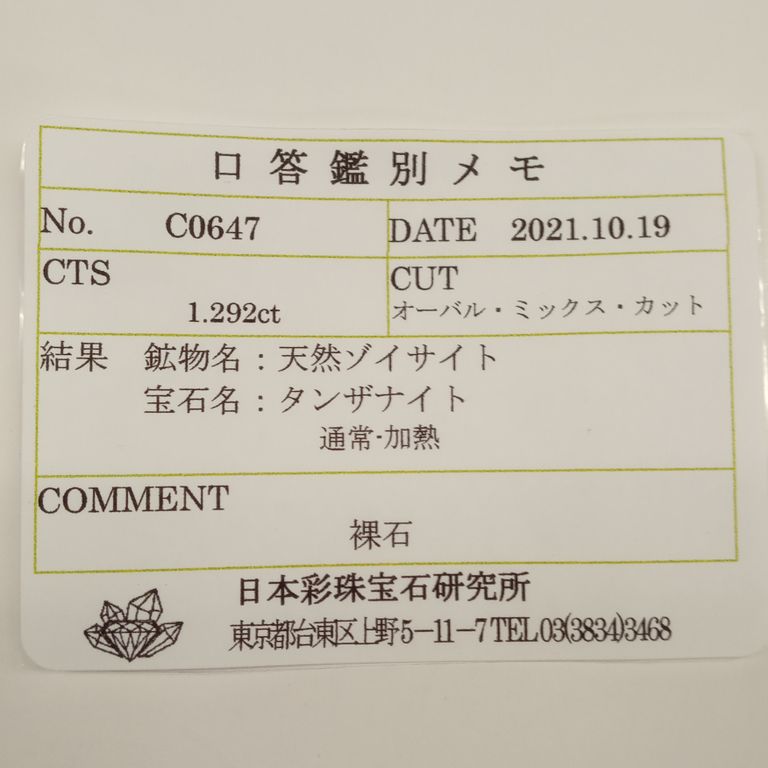 口答鑑別メモ
No. C0647
DATE 2021.10.19
CTS
1.292ct
CUT
オーバル・ミックス・カット
結果 鉱物名：天然ゾイサイト
宝石名：タンザナイト
通常・加熱
COMMENT
裸石
日本彩珠宝石研究所
東京都台東区上野5－11－7 TEL 03(3834)3468